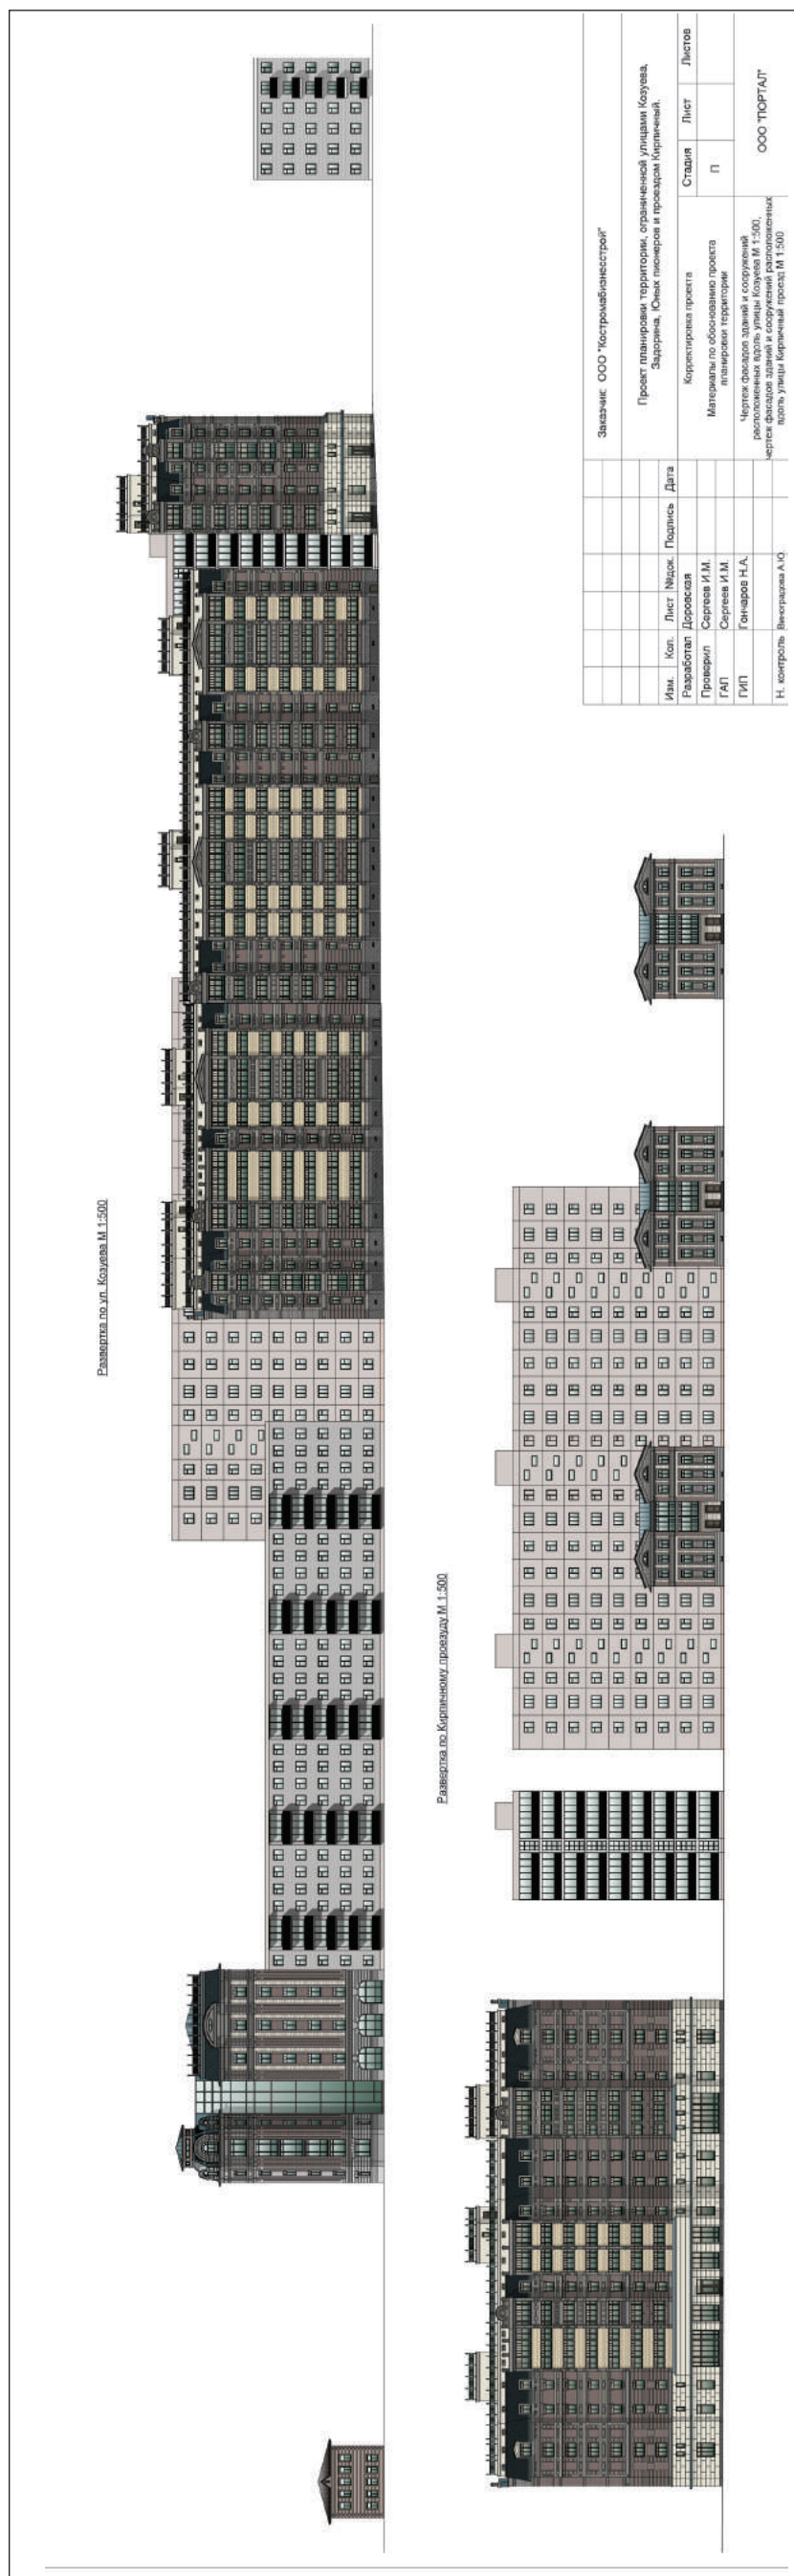 Развертка по ул. Козуева М 1:500
Развертка по Кирпичному проезду М 1:500
Заказчик: ООО "Костромабизнесстрой"
Проект планировки территории, ограниченной улицами Козуева,
Задорина, Юных пионеров и проездом Кирпичный.
Изм. Кол. Лист №док. Подпись Дата
Разработал Доровская
Проверил Сергеев И.М.
ГАП Сергеев И.М.
ГИП Гончаров Н.А.
Н. контроль Виноградова А.Ю.
Корректировка проекта
Материалы по обоснованию проекта
планировки территории
Стадия Лист Листов
П
Чертеж фасадов зданий и сооружений
расположенных вдоль улицы Козуева М 1:500,
чертеж фасадов зданий и сооружений расположенных
вдоль улицы Кирпичный проезд М 1:500
ООО "ПОРТАЛ"